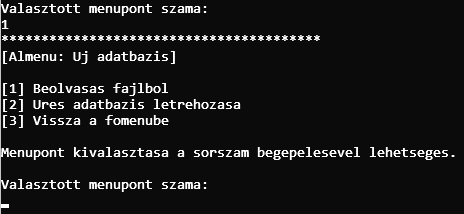 Valasztott menupont szama:
1
****************************************
[Almenu: Uj adatbazis]
[1] Beolvasas fajlbol
[2] Ures adatbazis letrehozasa
[3] Vissza a fomenube
Menupont kivalasztasa a sorszam begepelesevel lehetseges.
Valasztott menupont szama: